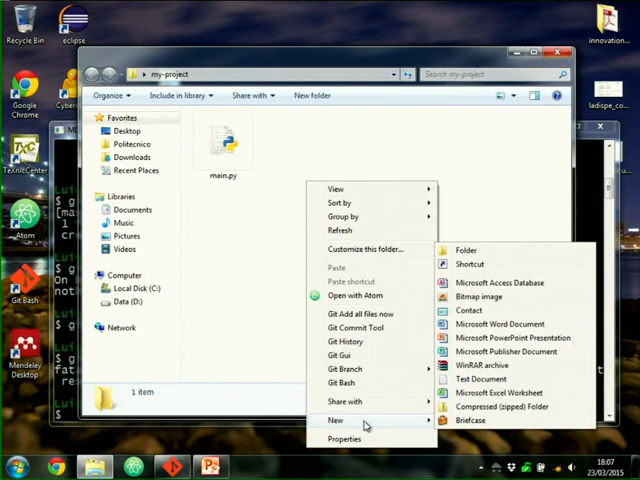 Recycle Bin
eclipse
innovation...
my-project
Search my-project
Organize
Include in library
Share with
New folder
Google Chrome
ladispe_co...
TeXnicCenter
Atom
Git Bash
Mendeley Desktop
Favorites
Desktop
Politecnico
Downloads
Recent Places
Libraries
Documents
Music
Pictures
Videos
Computer
Local Disk (C:)
Data (D:)
Network
main.py
1 item
View
Sort by
Group by
Refresh
Customize this folder...
Paste
Paste shortcut
Open with Atom
Git Add all files now
Git Commit Tool
Git History
Git Gui
Git Branch
Git Bash
Share with
New
Properties
Folder
Shortcut
Microsoft Access Database
Bitmap image
Contact
Microsoft Word Document
Microsoft PowerPoint Presentation
Microsoft Publisher Document
WinRAR archive
Text Document
Microsoft Excel Worksheet
Compressed (zipped) Folder
Briefcase
18:07
23/03/2015